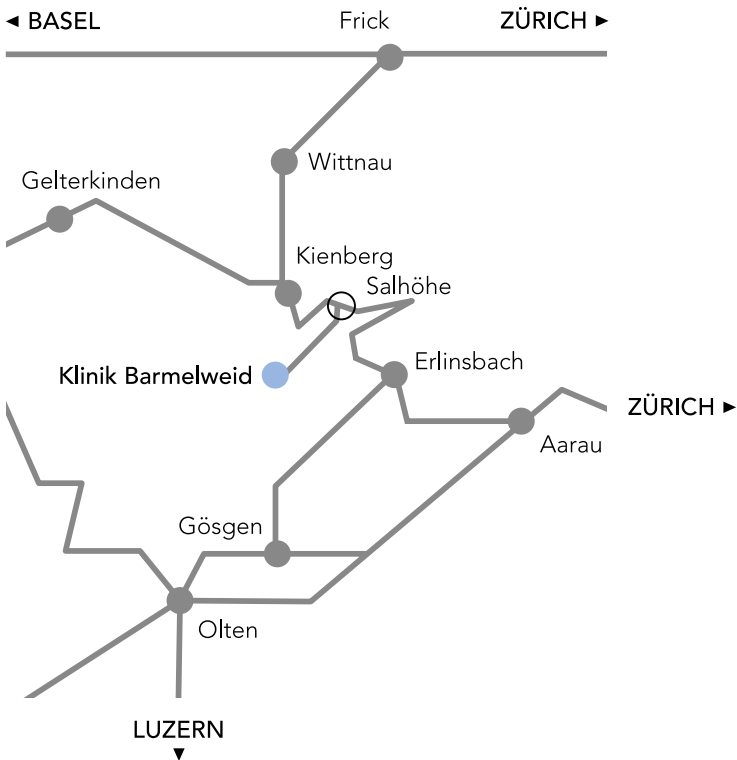 ◄ BASEL
Frick
ZÜRICH ►
Wittnau
Gelterkinden
Kienberg
Salhöhe
Erlinsbach
Klinik Barmelweid
ZÜRICH ►
Aarau
Gösgen
Olten
LUZERN
▼